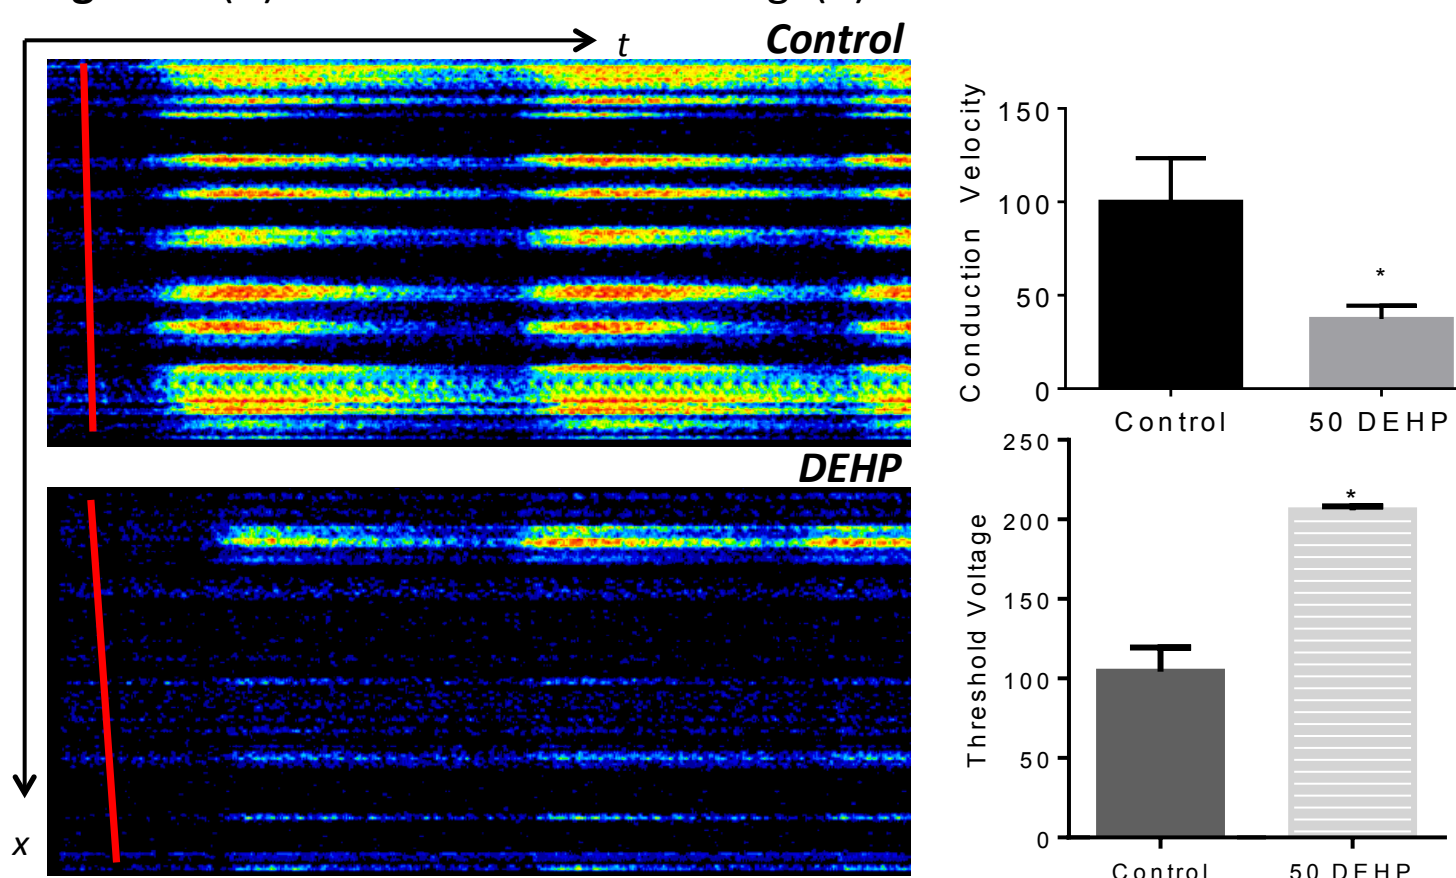 t
Control
DEHP
x
Conduction Velocity
150
100
50
0
*
Control
50 DEHP
Threshold Voltage
250
200
150
100
50
0
*
Control
50 DEHP